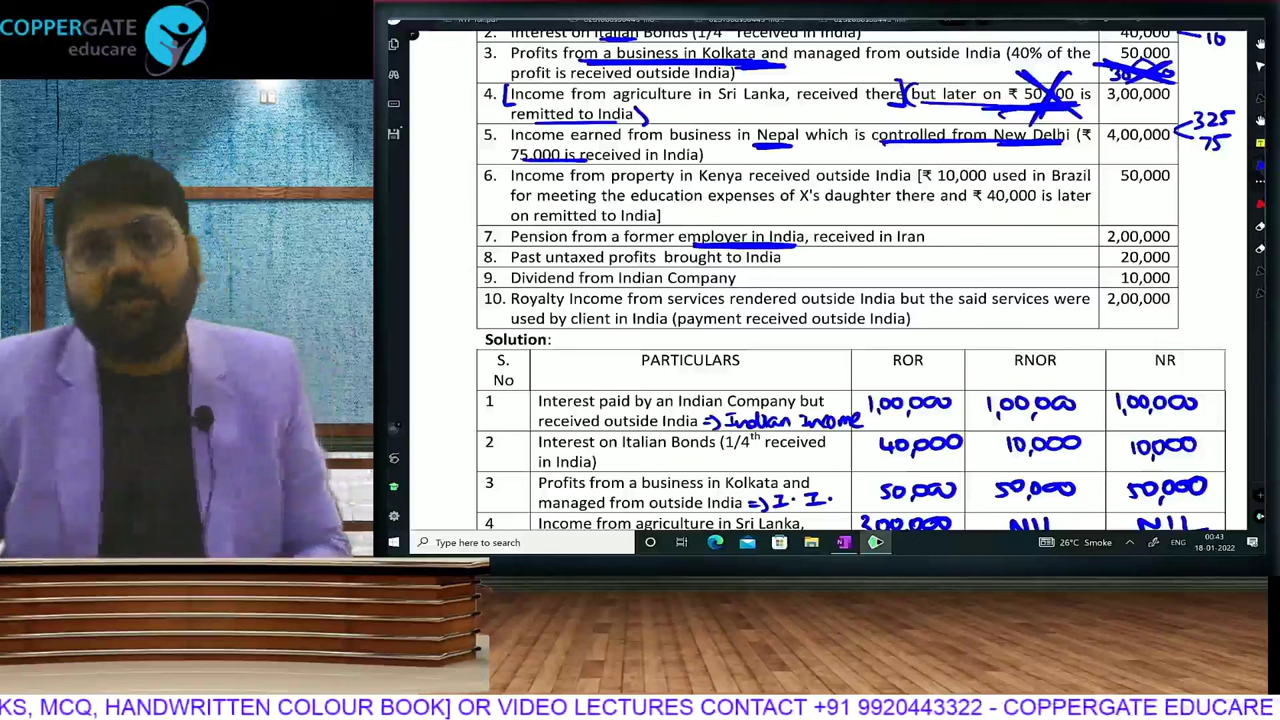 COPPERGATE
educare
2. Interest on Italian Bonds (1/4th received in India)
40,000
10
3. Profits from a business in Kolkata and managed from outside India (40% of the
profit is received outside India)
50,000
4. Income from agriculture in Sri Lanka, received there but later on ₹ 50,000 is
remitted to India
3,00,000
5. Income earned from business in Nepal which is controlled from New Delhi (₹
75,000 is received in India)
4,00,000
325
75
6. Income from property in Kenya received outside India [₹ 10,000 used in Brazil
for meeting the education expenses of X's daughter there and ₹ 40,000 is later
on remitted to India]
50,000
7. Pension from a former employer in India, received in Iran
2,00,000
8. Past untaxed profits brought to India
20,000
9. Dividend from Indian Company
10,000
10. Royalty Income from services rendered outside India but the said services were
used by client in India (payment received outside India)
2,00,000
Solution:
S.
No
PARTICULARS
ROR
RNOR
NR
1
Interest paid by an Indian Company but
received outside India => Indian Income
1,00,000
1,00,000
1,00,000
2
Interest on Italian Bonds (1/4th received
in India)
40,000
10,000
10,000
3
Profits from a business in Kolkata and
managed from outside India => I. I.
50,000
50,000
50,000
4
Income from agriculture in Sri Lanka,
300,000
NIL
NIL
Type here to search
26°C Smoke
ENG
00:43
18-01-2022
KS, MCQ, HANDWRITTEN COLOUR BOOK] OR VIDEO LECTURES CONTACT +91 9920443322 - COPPERGATE EDUCARE